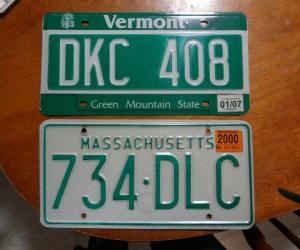 Vermont
DKC 408
Green Mountain State
01/07
MASSACHUSETTS
2000
734·DLC